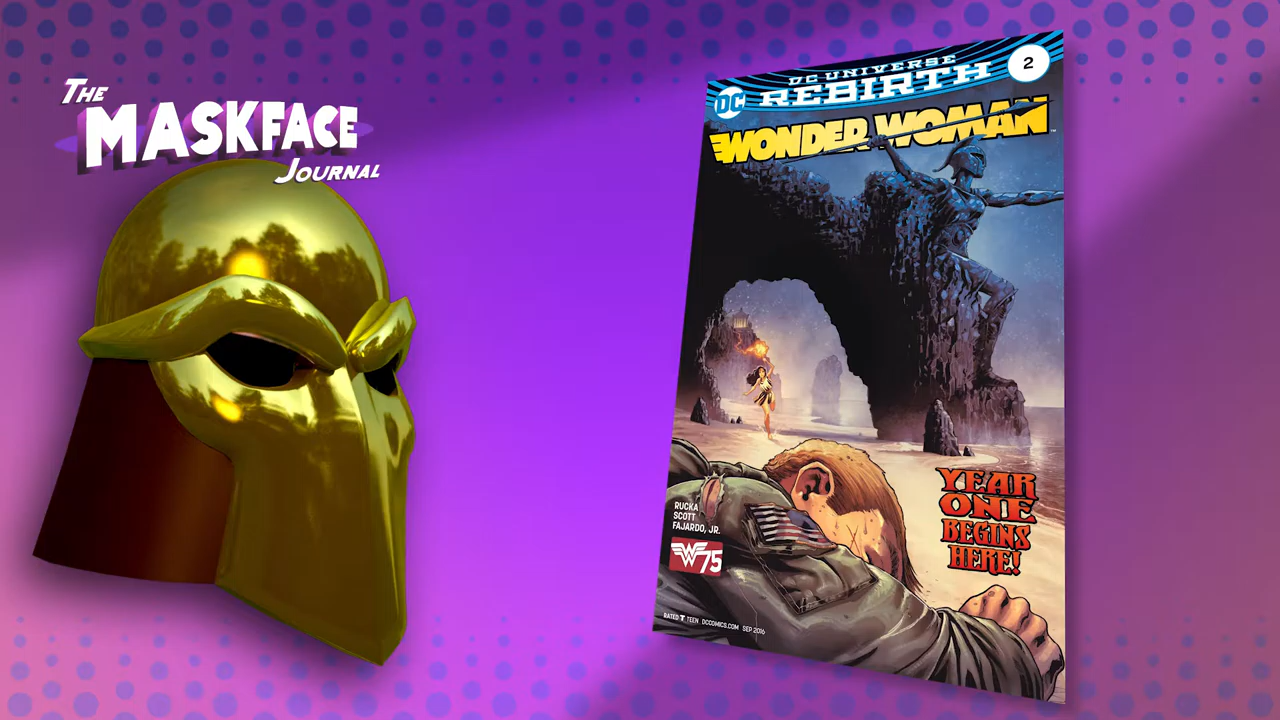 THE
MASKFACE
JOURNAL
DC
DC UNIVERSE
REBIRTH
2
WONDER WOMAN
YEAR
ONE
BEGINS
HERE!
RUCKA
SCOTT
FAJARDO, JR.
W75
RATED T TEEN DCCOMICS.COM SEP 2016